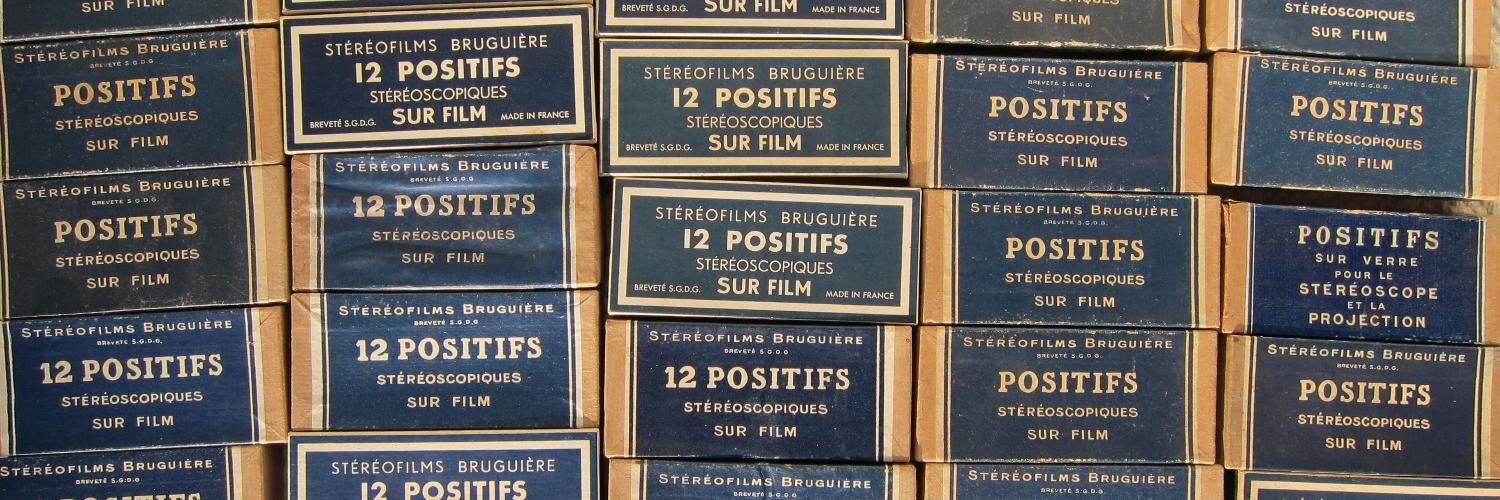 SUR FILM
STÉRÉOFILMS BRUGUIÈRE
BREVETÉ S.G.D.G.
POSITIFS
STÉRÉOSCOPIQUES
SUR FILM
STÉRÉOFILMS BRUGUIÈRE
BREVETÉ S.G.D.G.
POSITIFS
STÉRÉOSCOPIQUES
SUR FILM
STÉRÉOFILMS BRUGUIÈRE
BREVETÉ S.G.D.G.
12 POSITIFS
STÉRÉOSCOPIQUES
SUR FILM
STÉRÉOFILMS BRUGUIÈRE
BREVETÉ S.G.D.G
POSITIFS
STÉRÉOFILMS BRUGUIÈRE
12 POSITIFS
STÉRÉOSCOPIQUES
BREVETÉ S.G.D.G. SUR FILM MADE IN FRANCE
STÉRÉOFILMS BRUGUIÈRE
BREVETÉ S.G.D.G.
12 POSITIFS
STÉRÉOSCOPIQUES
SUR FILM
STÉRÉOFILMS BRUGUIÈRE
BREVETÉ S.G.D.G
12 POSITIFS
STÉRÉOSCOPIQUES
SUR FILM
STÉRÉOFILMS BRUGUIÈRE
12 POSITIFS
BREVETÉ S.G.D.G. SUR FILM MADE IN FRANCE
STÉRÉOFILMS BRUGUIÈRE
12 POSITIFS
STÉRÉOSCOPIQUES
BREVETÉ S.G.D.G. SUR FILM MADE IN FRANCE
STÉRÉOFILMS BRUGUIÈRE
12 POSITIFS
STÉRÉOSCOPIQUES
BREVETÉ S.G.D.G. SUR FILM MADE IN FRANCE
STÉRÉOFILMS BRUGUIÈRE
BREVETÉ S.G.D.G
12 POSITIFS
STÉRÉOSCOPIQUES
SUR FILM
STÉRÉOFILMS BRUGUIÈRE
BREVETÉ S.G.D.G
STÉRÉOSCOPIQUES
SUR FILM
STÉRÉOFILMS BRUGUIÈRE
BREVETÉ S.G.D.G.
POSITIFS
STÉRÉOSCOPIQUES
SUR FILM
STÉRÉOFILMS BRUGUIÈRE
BREVETÉ S.G.D.G.
POSITIFS
STÉRÉOSCOPIQUES
SUR FILM
STÉRÉOFILMS BRUGUIÈRE
BREVETÉ S.G.D.G.
POSITIFS
STÉRÉOSCOPIQUES
SUR FILM
STÉRÉOFILMS BRUGUIÈRE
BREVETÉ S.G.D.G.
STÉRÉOSCOPIQUES
SUR FILM
STÉRÉOFILMS BRUGUIÈRE
BREVETÉ S.G.D.G.
POSITIFS
STÉRÉOSCOPIQUES
SUR FILM
POSITIFS
SUR VERRE
POUR LE
STÉRÉOSCOPE
ET LA
PROJECTION
STÉRÉOFILMS BRUGUIÈRE
BREVETÉ S.G.D.G.
POSITIFS
STÉRÉOSCOPIQUES
SUR FILM